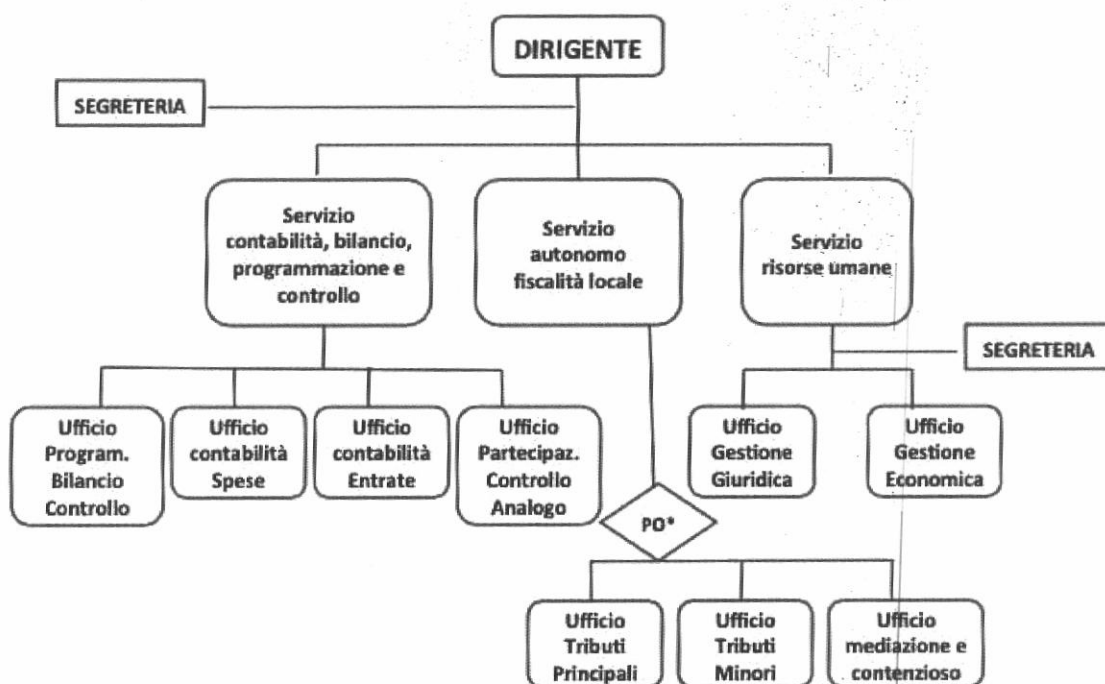 DIRIGENTE
SEGRETERIA
Servizio
contabilità, bilancio,
programmazione e
controllo
Servizio
autonomo
fiscalità locale
Servizio
risorse umane
SEGRETERIA
Ufficio
Program.
Bilancio
Controllo
Ufficio
contabilità
Spese
Ufficio
contabilità
Entrate
Ufficio
Partecipaz.
Controllo
Analogo
Ufficio
Gestione
Giuridica
Ufficio
Gestione
Economica
PO*
Ufficio
Tributi
Principali
Ufficio
Tributi
Minori
Ufficio
mediazione e
contenzioso